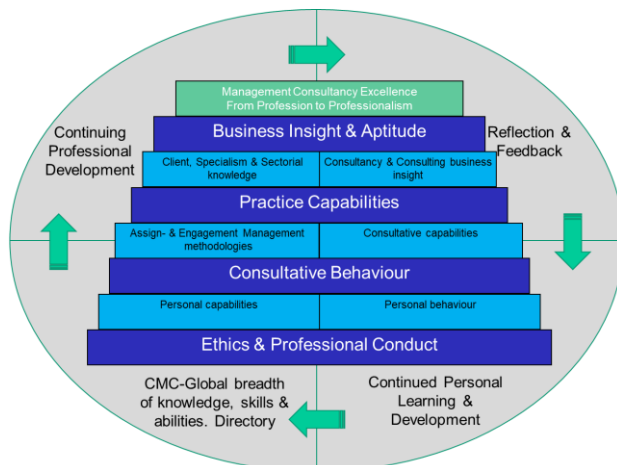 Management Consultancy Excellence
From Profession to Professionalism
Continuing
Professional
Development
Business Insight & Aptitude
Reflection &
Feedback
Client, Specialism & Sectorial
knowledge
Consultancy & Consulting business
insight
Practice Capabilities
Assign- & Engagement Management
methodologies
Consultative capabilities
Consultative Behaviour
Personal capabilities
Personal behaviour
Ethics & Professional Conduct
CMC-Global breadth
of knowledge, skills &
abilities. Directory
Continued Personal
Learning &
Development